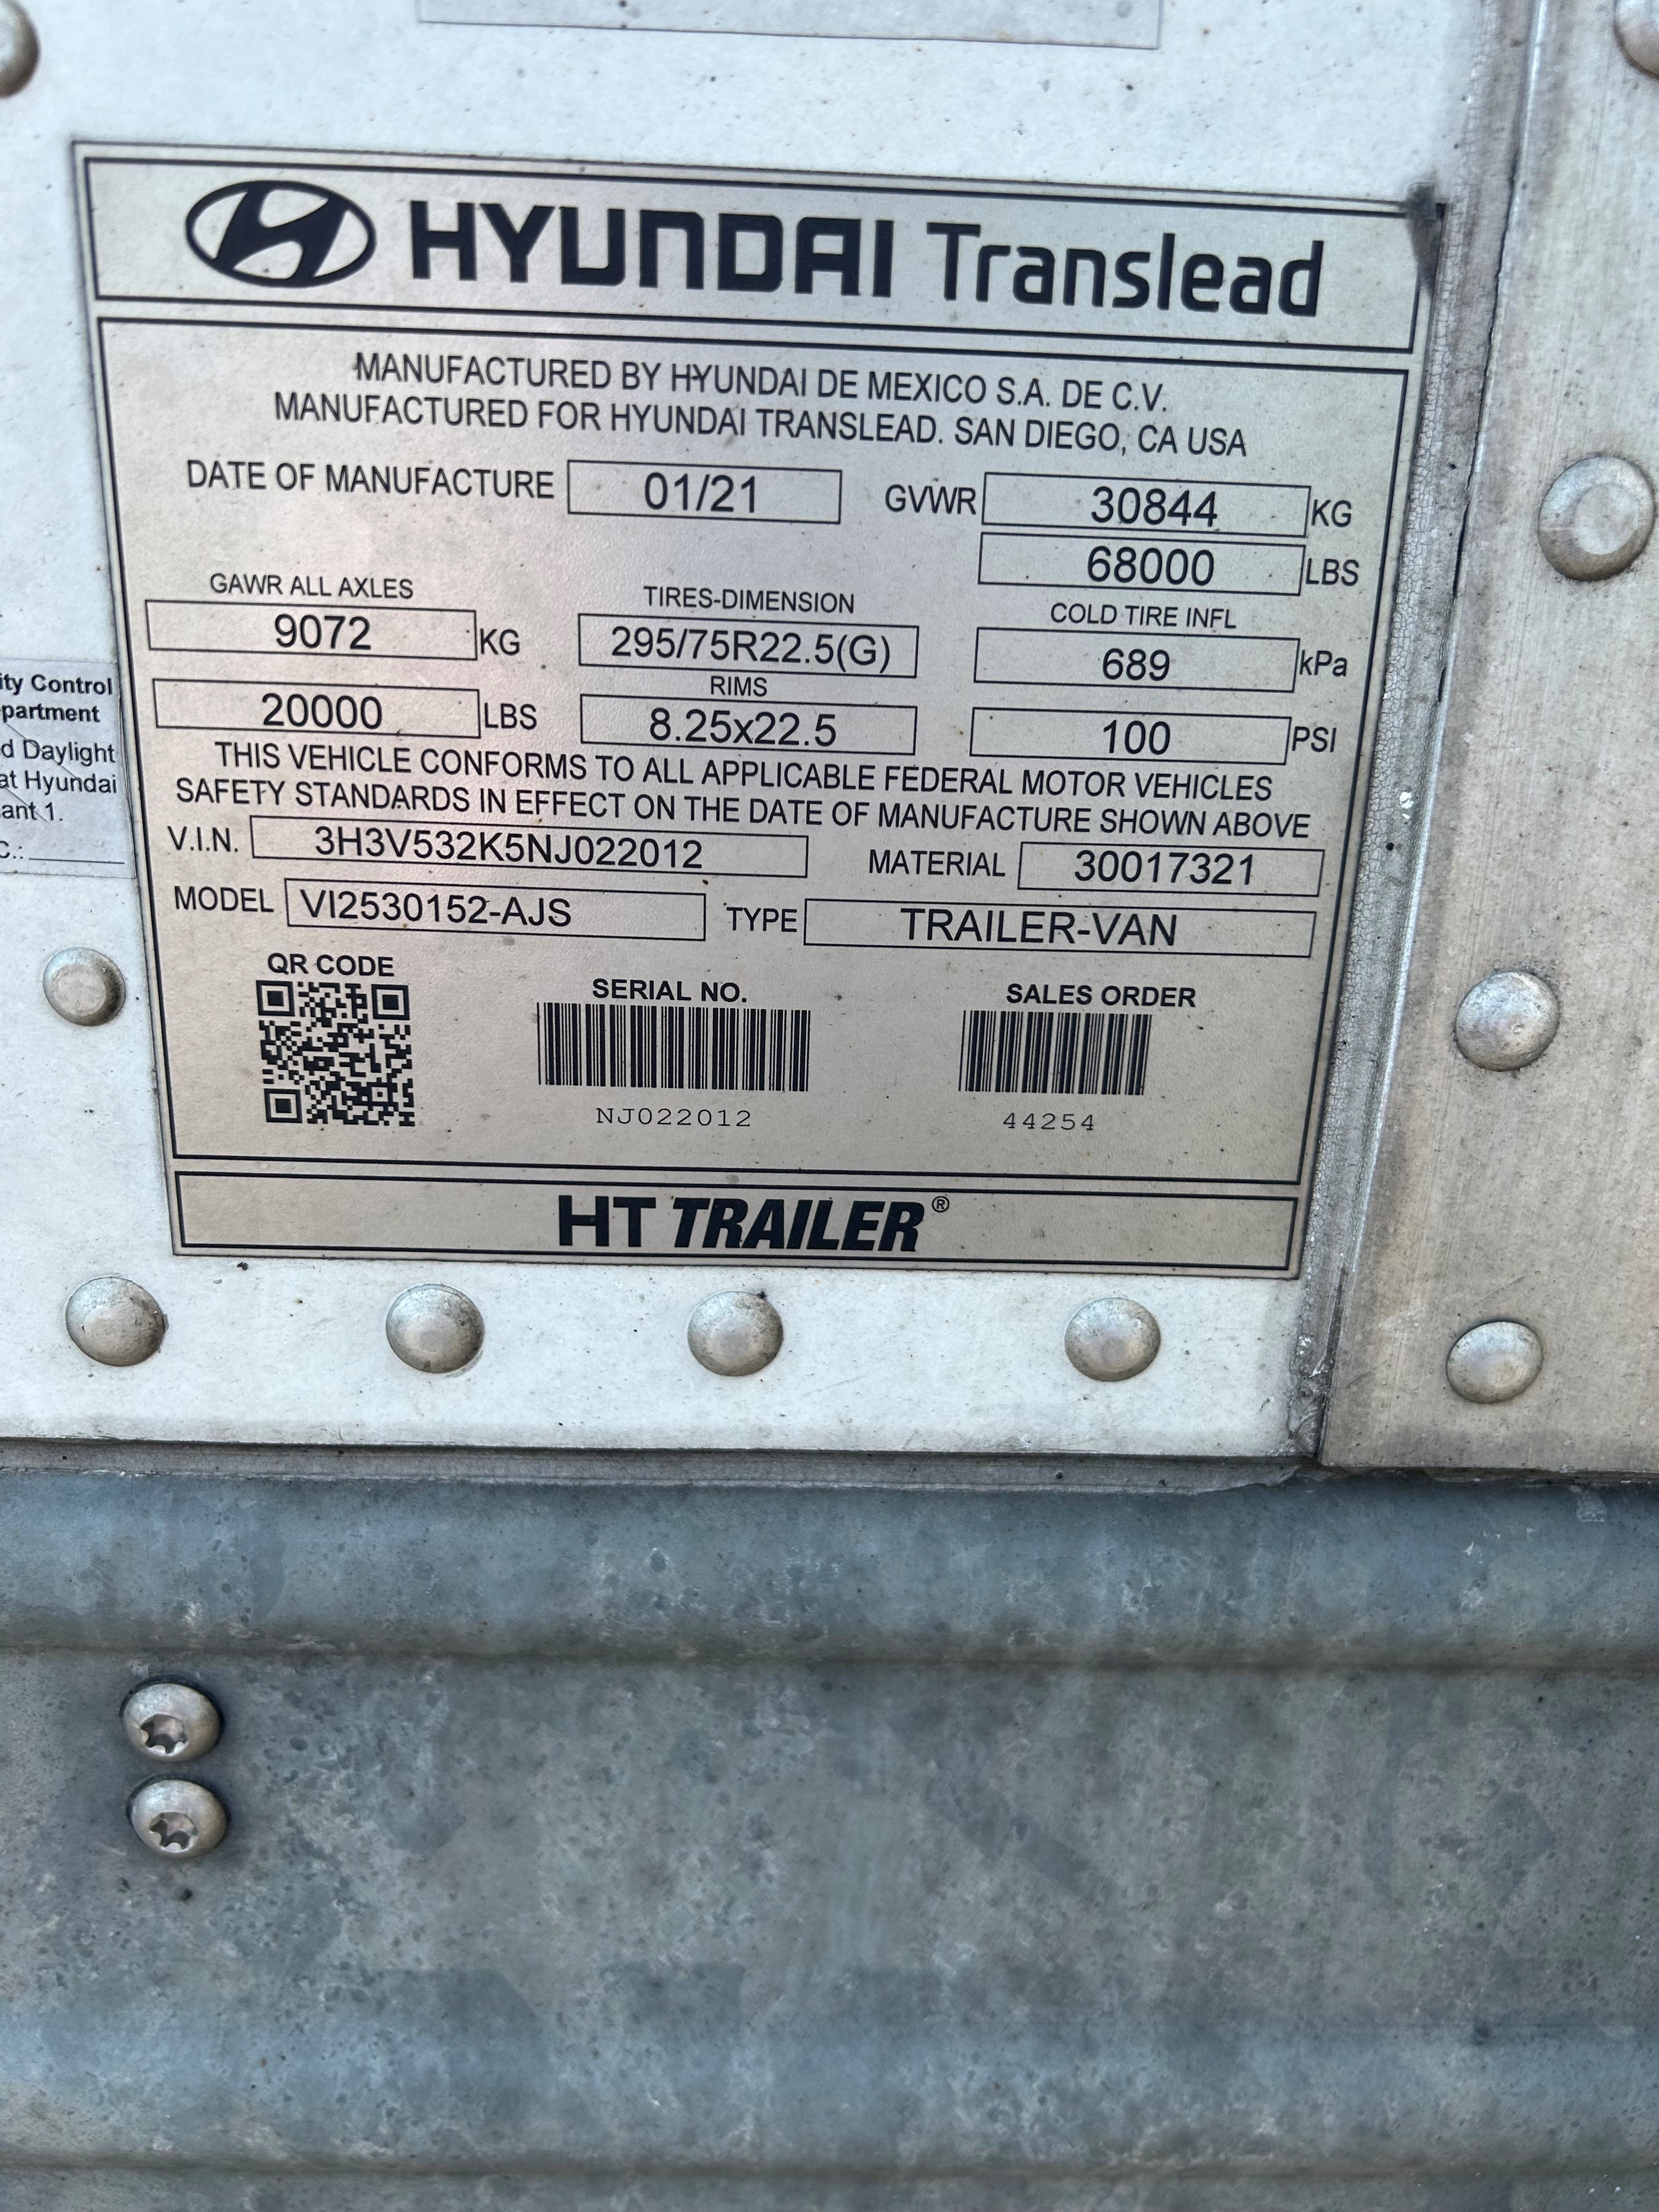 HYUNDAI Translead
MANUFACTURED BY HYUNDAI DE MEXICO S.A. DE C.V.
MANUFACTURED FOR HYUNDAI TRANSLEAD. SAN DIEGO, CA USA
DATE OF MANUFACTURE 01/21 GVWR 30844 KG
68000 LBS
GAWR ALL AXLES TIRES-DIMENSION COLD TIRE INFL
9072 KG 295/75R22.5(G) 689 kPa
RIMS
20000 LBS 8.25x22.5 100 PSI
THIS VEHICLE CONFORMS TO ALL APPLICABLE FEDERAL MOTOR VEHICLES
SAFETY STANDARDS IN EFFECT ON THE DATE OF MANUFACTURE SHOWN ABOVE
V.I.N. 3H3V532K5NJ022012 MATERIAL 30017321
MODEL VI2530152-AJS TYPE TRAILER-VAN
QR CODE SERIAL NO. SALES ORDER
NJ022012 44254
HT TRAILER®
Control
Daylight
at Hyundai